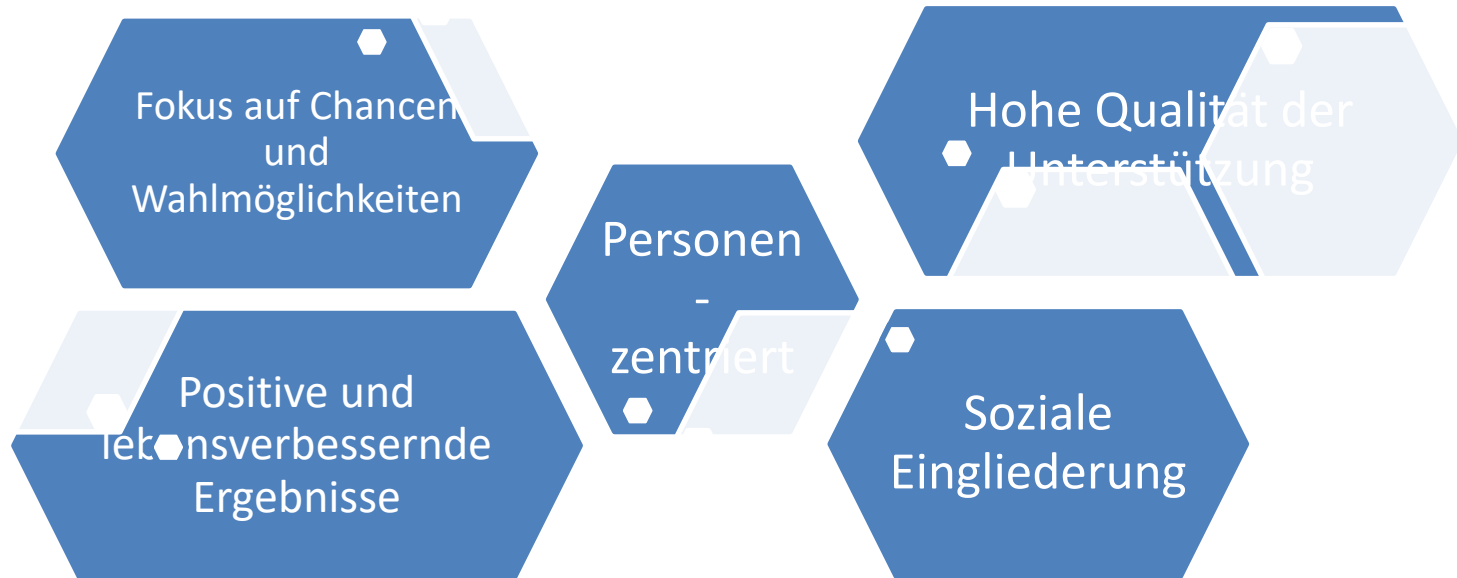 Fokus auf Chancen
und
Wahlmöglichkeiten
Hohe Qualität der
Unterstützung
Personen
-
zentriert
Positive und
lebensverbessernde
Ergebnisse
Soziale
Eingliederung